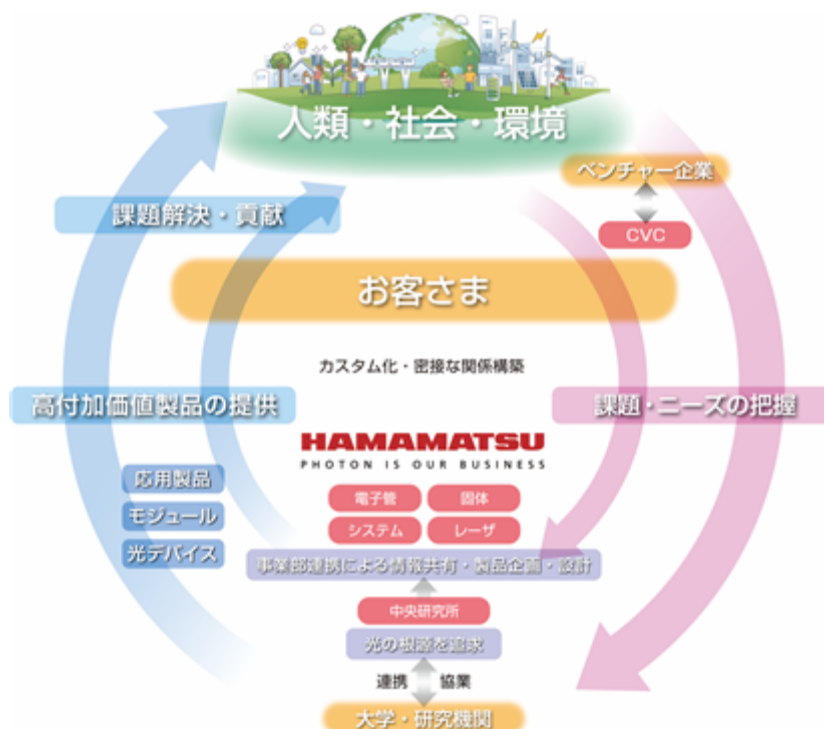 人類・社会・環境
ベンチャー企業
CVC
課題解決・貢献
お客さま
カスタム化・密接な関係構築
高付加価値製品の提供
課題・ニーズの把握
HAMAMATSU
PHOTON IS OUR BUSINESS
応用製品
モジュール
光デバイス
電子管
固体
システム
レーザ
事業部連携による情報共有・製品企画・設計
中央研究所
光の根源を追求
連携
協業
大学・研究機関